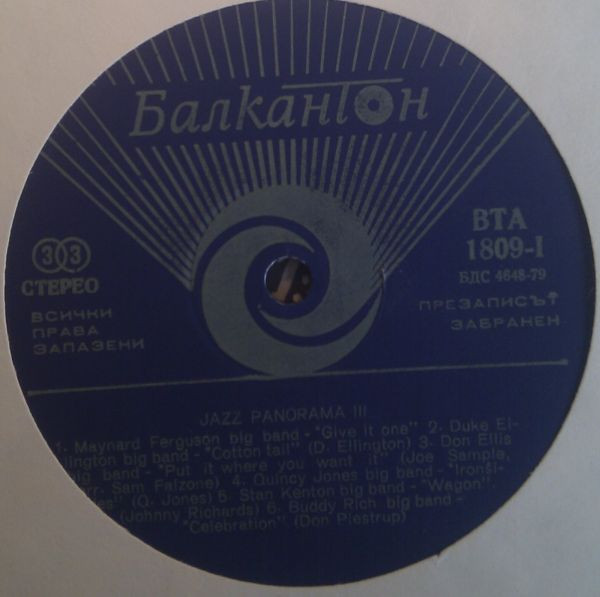 Балкантон
33
СТЕРЕО
ВСИЧКИ
ПРАВА
ЗАПАЗЕНИ
ВТА
1809-I
БДС 4648-79
ПРЕЗАПИСЪТ
ЗАБРАНЕН
JAZZ PANORAMA III
1. Maynard Ferguson big band - "Give it one" 2. Duke El-
lington big band - "Cotton tail" (D. Ellington) 3. Don Ellis
big band - "Put it where you want it" (Joe Sample,
arr. Sam Falzone) 4. Quincy Jones big band - "Ironsi-
des" (Q. Jones) 5. Stan Kenton big band - "Wagon"
(Johnny Richards) 6. Buddy Rich big band -
"Celebration" (Don Piestrup)